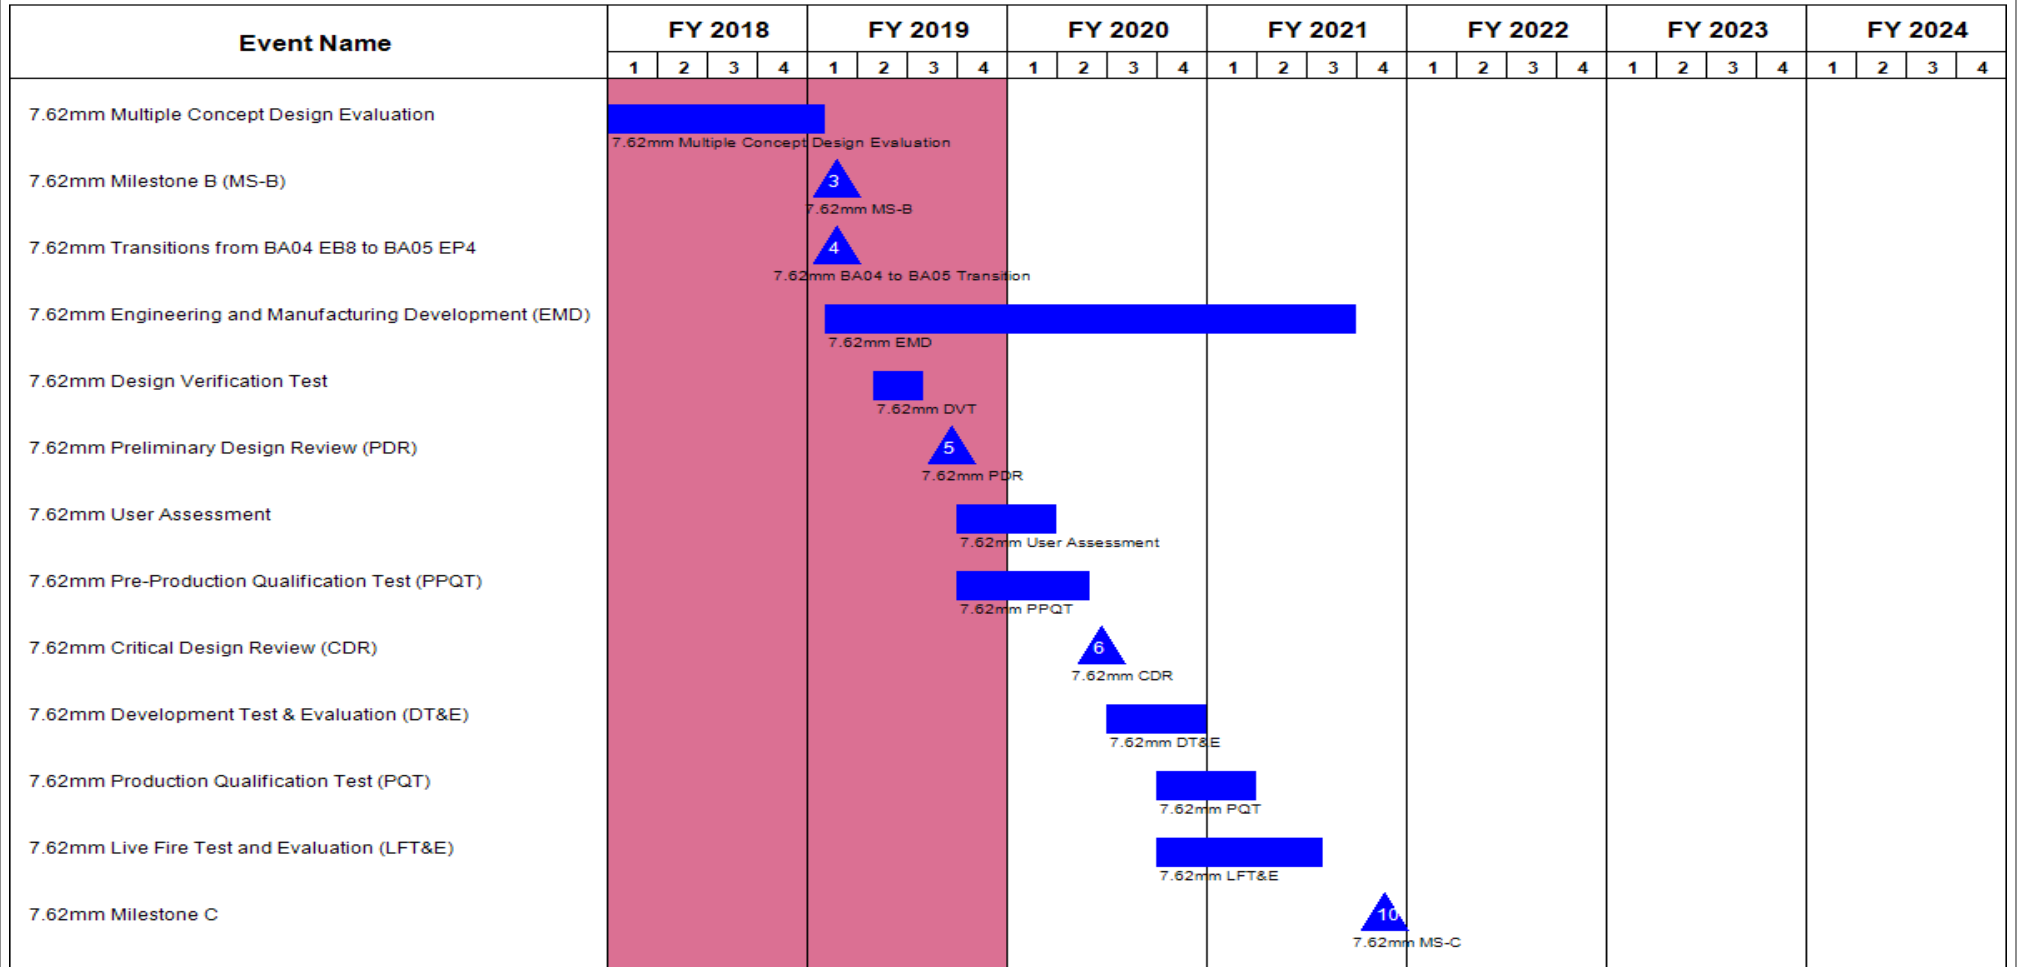 Event Name
FY 2018 FY 2019 FY 2020 FY 2021 FY 2022 FY 2023 FY 2024
1 2 3 4 1 2 3 4 1 2 3 4 1 2 3 4 1 2 3 4 1 2 3 4 1 2 3 4
7.62mm Multiple Concept Design Evaluation
7.62mm Multiple Concept Design Evaluation
7.62mm Milestone B (MS-B)
3
7.62mm MS-B
7.62mm Transitions from BA04 EB8 to BA05 EP4
4
7.62mm BA04 to BA05 Transition
7.62mm Engineering and Manufacturing Development (EMD)
7.62mm EMD
7.62mm Design Verification Test
7.62mm DVT
7.62mm Preliminary Design Review (PDR)
5
7.62mm PDR
7.62mm User Assessment
7.62mm User Assessment
7.62mm Pre-Production Qualification Test (PPQT)
7.62mm PPQT
7.62mm Critical Design Review (CDR)
6
7.62mm CDR
7.62mm Development Test & Evaluation (DT&E)
7.62mm DT&E
7.62mm Production Qualification Test (PQT)
7.62mm PQT
7.62mm Live Fire Test and Evaluation (LFT&E)
7.62mm LFT&E
7.62mm Milestone C
10
7.62mm MS-C